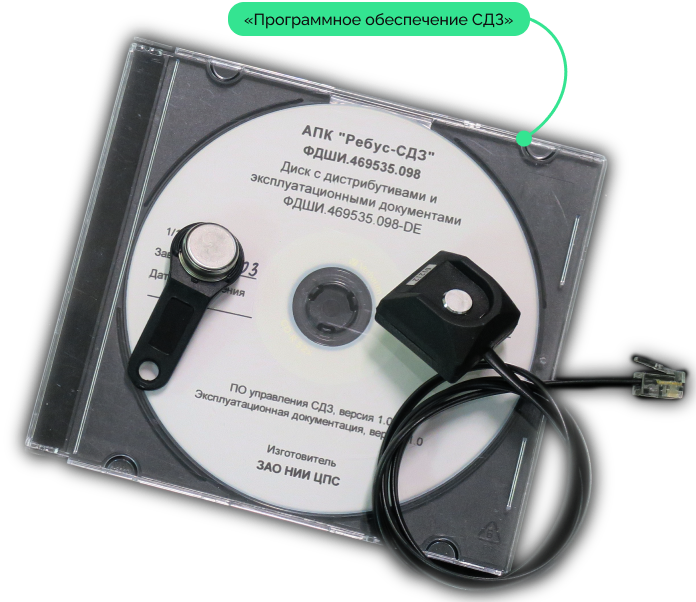 «Программное обеспечение СДЗ»
АПК "Ребус-СДЗ"
ФДШИ.469535.098
Диск с дистрибутивами и
эксплуатационными документами
ФДШИ.469535.098-DE
03
ПО управления СДЗ, версия 1.0
Эксплуатационная документация,
Изготовитель
ЗАО НИИ ЦПС